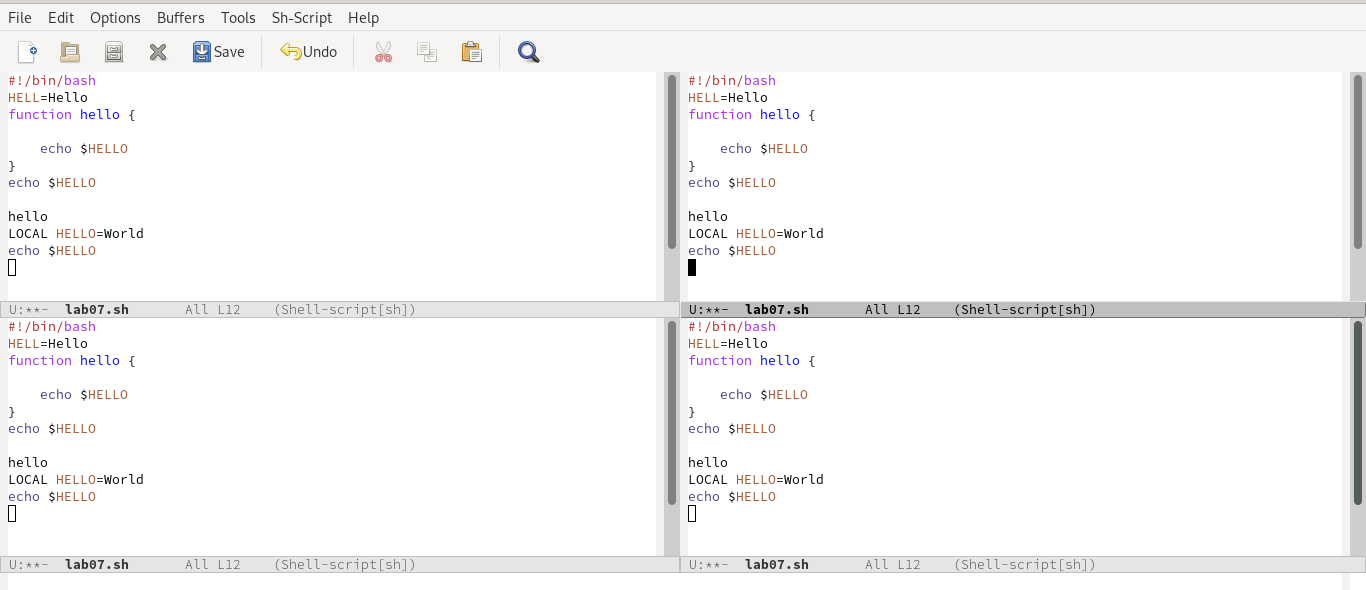 File Edit Options Buffers Tools Sh-Script Help
Save Undo
#!/bin/bash
HELL=Hello
function hello {
echo $HELLO
}
echo $HELLO
hello
LOCAL HELLO=World
echo $HELLO
U:**- lab07.sh All L12 (Shell-script[sh])
#!/bin/bash
HELL=Hello
function hello {
echo $HELLO
}
echo $HELLO
hello
LOCAL HELLO=World
echo $HELLO
U:**- lab07.sh All L12 (Shell-script[sh])
#!/bin/bash
HELL=Hello
function hello {
echo $HELLO
}
echo $HELLO
hello
LOCAL HELLO=World
echo $HELLO
U:**- lab07.sh All L12 (Shell-script[sh])
#!/bin/bash
HELL=Hello
function hello {
echo $HELLO
}
echo $HELLO
hello
LOCAL HELLO=World
echo $HELLO
U:**- lab07.sh All L12 (Shell-script[sh])